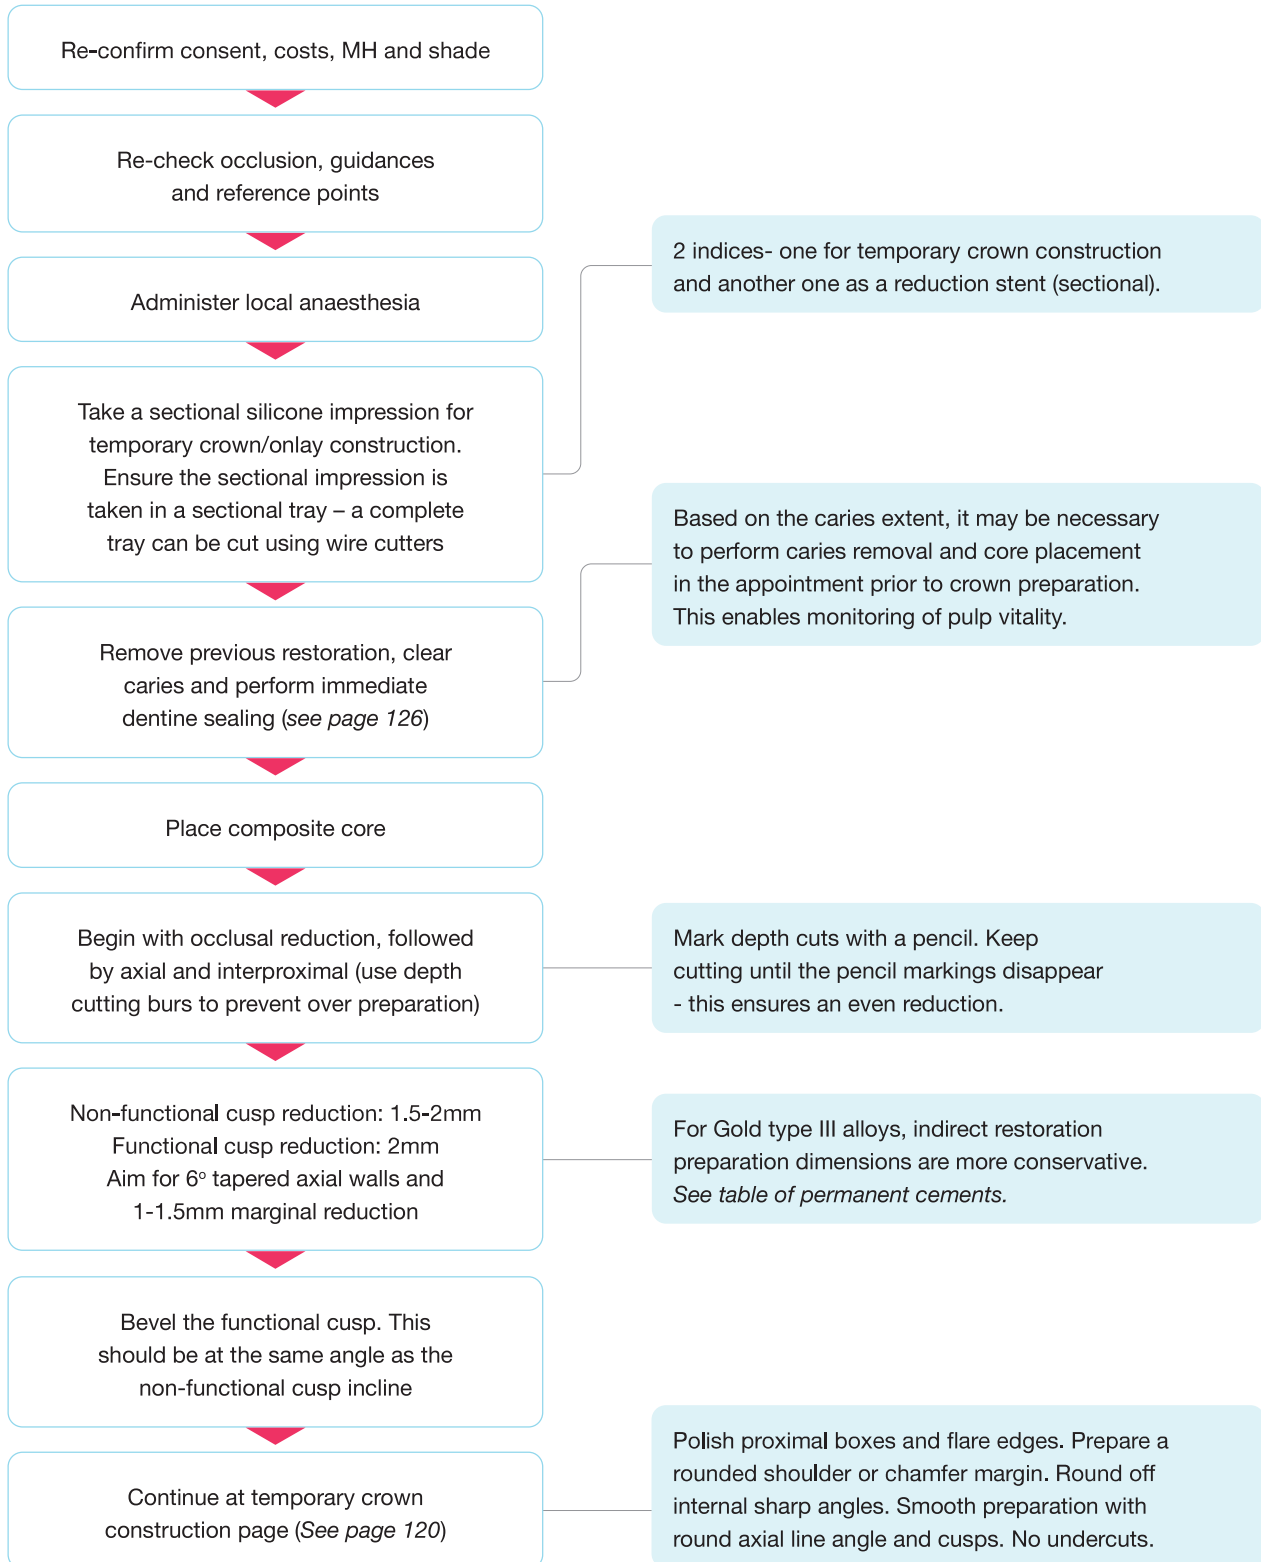 Re-confirm consent, costs, MH and shade
Re-check occlusion, guidances
and reference points
Administer local anaesthesia
Take a sectional silicone impression for
temporary crown/onlay construction.
Ensure the sectional impression is
taken in a sectional tray – a complete
tray can be cut using wire cutters
2 indices- one for temporary crown construction
and another one as a reduction stent (sectional).
Remove previous restoration, clear
caries and perform immediate
dentine sealing (see page 126)
Based on the caries extent, it may be necessary
to perform caries removal and core placement
in the appointment prior to crown preparation.
This enables monitoring of pulp vitality.
Place composite core
Begin with occlusal reduction, followed
by axial and interproximal (use depth
cutting burs to prevent over preparation)
Mark depth cuts with a pencil. Keep
cutting until the pencil markings disappear
- this ensures an even reduction.
Non-functional cusp reduction: 1.5-2mm
Functional cusp reduction: 2mm
Aim for 6º tapered axial walls and
1-1.5mm marginal reduction
For Gold type III alloys, indirect restoration
preparation dimensions are more conservative.
See table of permanent cements.
Bevel the functional cusp. This
should be at the same angle as the
non-functional cusp incline
Continue at temporary crown
construction page (See page 120)
Polish proximal boxes and flare edges. Prepare a
rounded shoulder or chamfer margin. Round off
internal sharp angles. Smooth preparation with
round axial line angle and cusps. No undercuts.